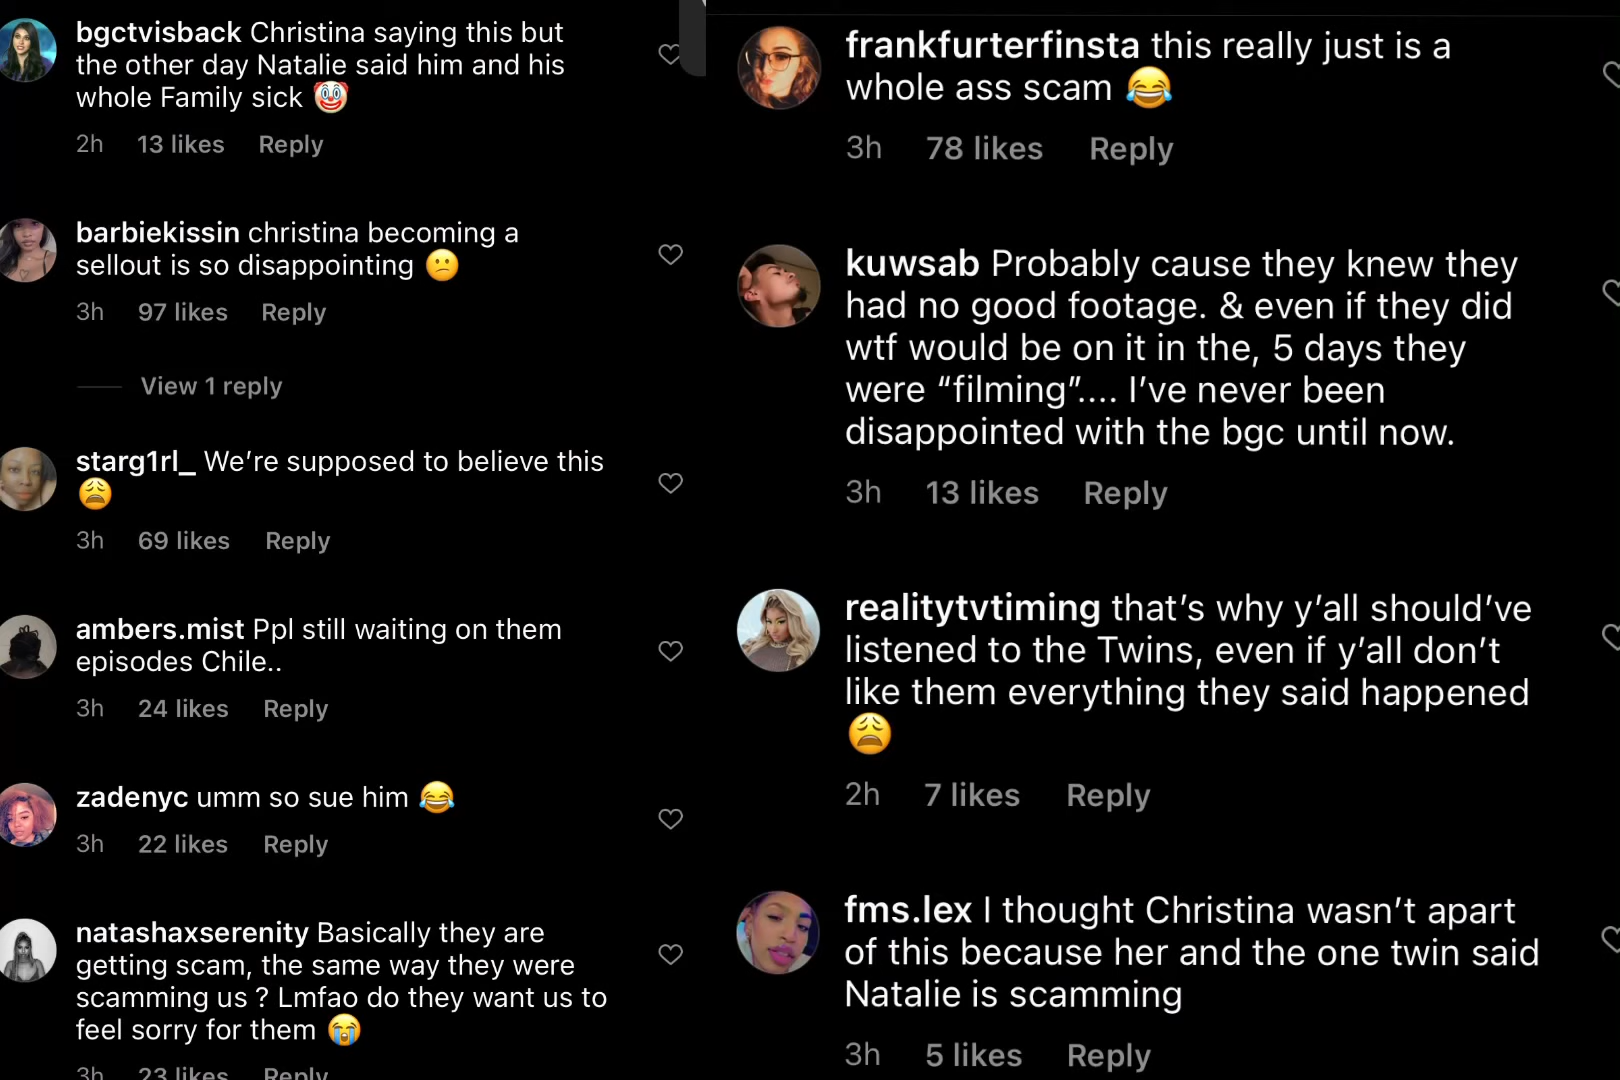 bgctvisback Christina saying this but
the other day Natalie said him and his
whole Family sick 🤡
2h 13 likes Reply
barbiekissin christina becoming a
sellout is so disappointing 😕
3h 97 likes Reply
View 1 reply
starg1rl_ We’re supposed to believe this
😩
3h 69 likes Reply
ambers.mist Ppl still waiting on them
episodes Chile..
3h 24 likes Reply
zadenyc umm so sue him 😂
3h 22 likes Reply
natashaxserenity Basically they are
getting scam, the same way they were
scamming us ? Lmfao do they want us to
feel sorry for them 😭
3h 23 likes Reply
frankfurterfinsta this really just is a
whole ass scam 😂
3h 78 likes Reply
kuwsab Probably cause they knew they
had no good footage. & even if they did
wtf would be on it in the, 5 days they
were “filming”.... I’ve never been
disappointed with the bgc until now.
3h 13 likes Reply
realitytvtiming that’s why y’all should’ve
listened to the Twins, even if y’all don’t
like them everything they said happened
😩
2h 7 likes Reply
fms.lex I thought Christina wasn’t apart
of this because her and the one twin said
Natalie is scamming
3h 5 likes Reply